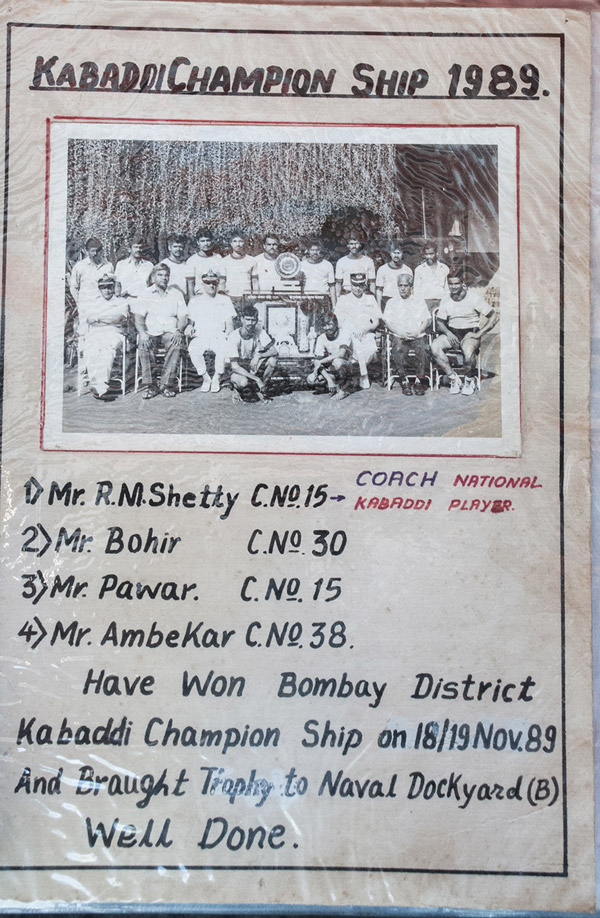 KABADDI CHAMPION SHIP 1989.
1) Mr. R.M. Shetty C.No. 15 → COACH NATIONAL
KABADDI PLAYER.
2) Mr. Bohir C.No. 30
3) Mr. Pawar. C.No. 15
4) Mr. AmbeKar C.No. 38.
Have Won Bombay District
Kabaddi Champion Ship on 18/19 Nov. 89
And Braught Trophy to Naval Dockyard (B)
Well Done.